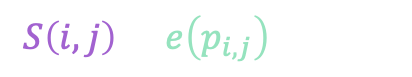 S(i, j) e(p_{i,j})